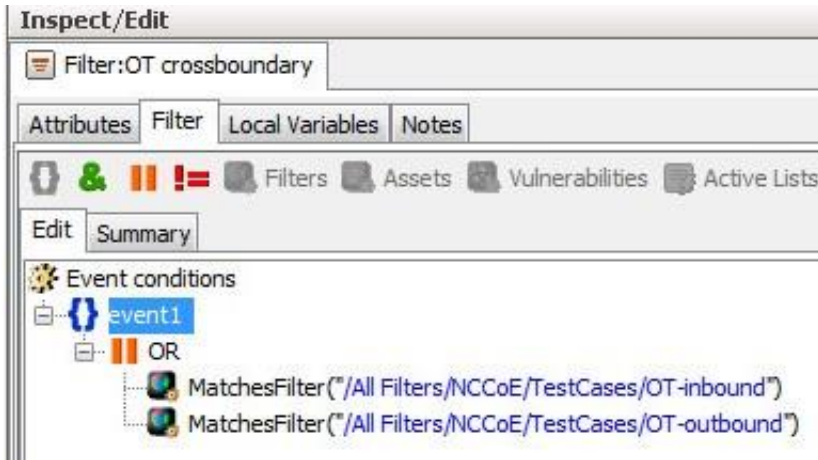 Inspect/Edit
Filter:OT crossboundary
Attributes Filter Local Variables Notes
{} & || != Filters Assets Vulnerabilities Active Lists
Edit Summary
Event conditions
{} event1
|| OR
MatchesFilter("/All Filters/NCCoE/TestCases/OT-inbound")
MatchesFilter("/All Filters/NCCoE/TestCases/OT-outbound")